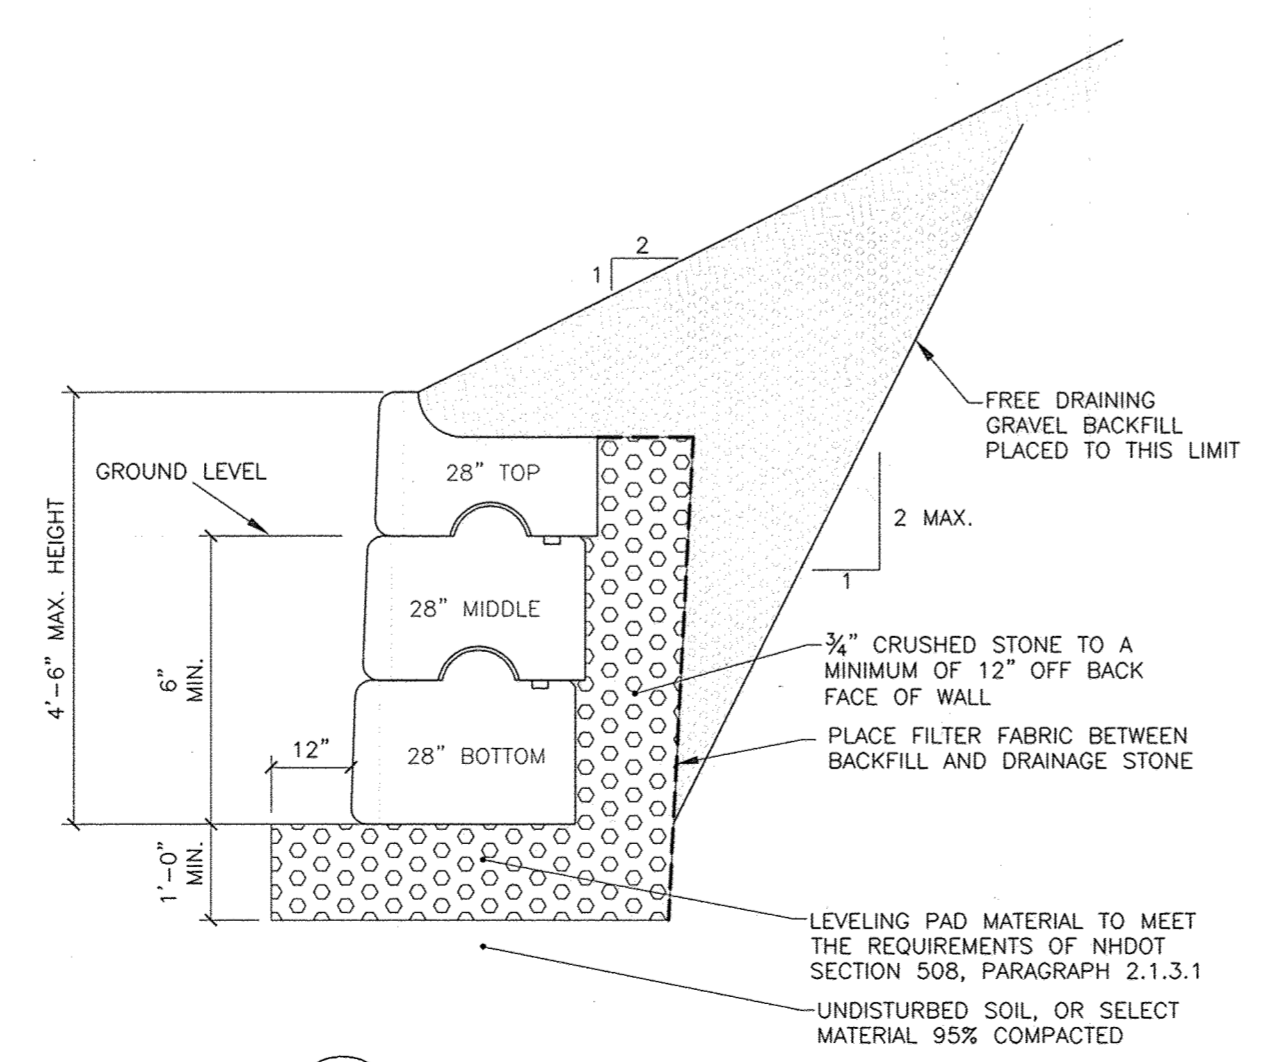 2
1
FREE DRAINING
GRAVEL BACKFILL
PLACED TO THIS LIMIT
GROUND LEVEL
28" TOP
2 MAX.
1
4'-6" MAX. HEIGHT
6"
MIN.
28" MIDDLE
¾" CRUSHED STONE TO A
MINIMUM OF 12" OFF BACK
FACE OF WALL
12"
28" BOTTOM
PLACE FILTER FABRIC BETWEEN
BACKFILL AND DRAINAGE STONE
1'-0"
MIN.
LEVELING PAD MATERIAL TO MEET
THE REQUIREMENTS OF NHDOT
SECTION 508, PARAGRAPH 2.1.3.1
UNDISTURBED SOIL, OR SELECT
MATERIAL 95% COMPACTED